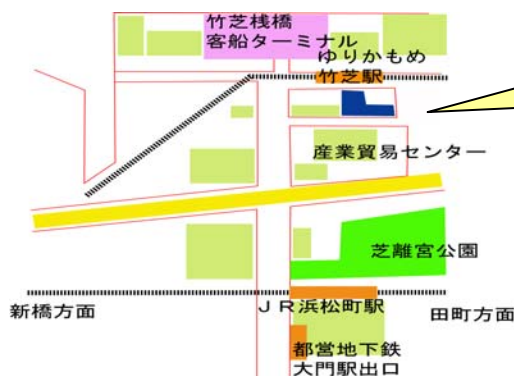 竹芝桟橋
客船ターミナル
ゆりかもめ
竹芝駅
産業貿易センター
芝離宮公園
新橋方面
JR浜松町駅
田町方面
都営地下鉄
大門駅出口